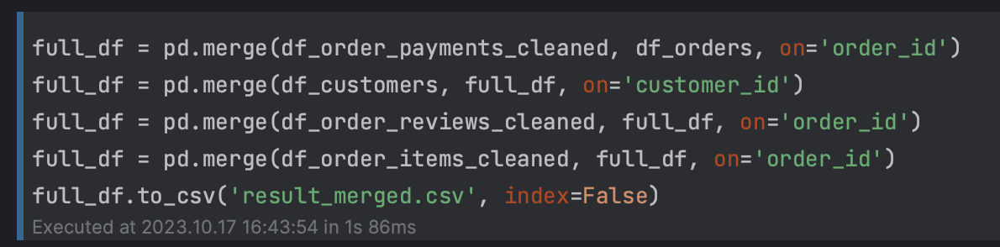 full_df = pd.merge(df_order_payments_cleaned, df_orders, on='order_id')
full_df = pd.merge(df_customers, full_df, on='customer_id')
full_df = pd.merge(df_order_reviews_cleaned, full_df, on='order_id')
full_df = pd.merge(df_order_items_cleaned, full_df, on='order_id')
full_df.to_csv('result_merged.csv', index=False)
Executed at 2023.10.17 16:43:54 in 1s 86ms